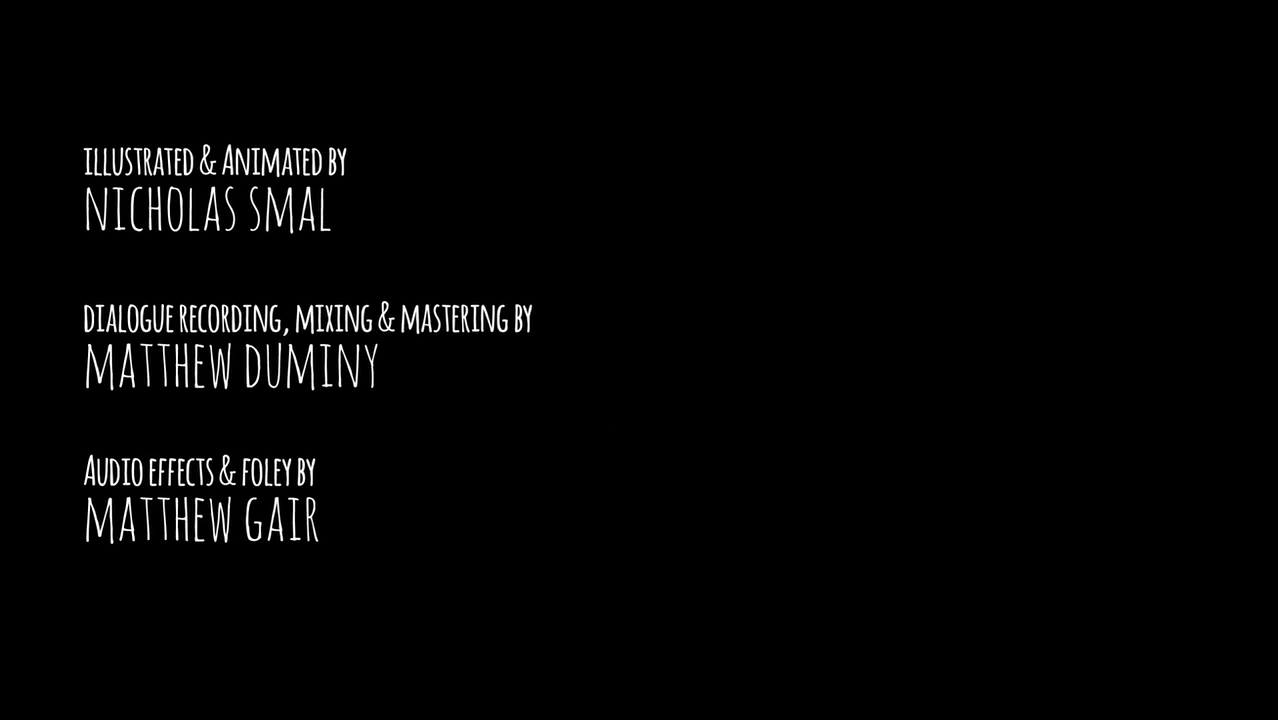 ILLUSTRATED & ANIMATED BY
NICHOLAS SMAL
DIALOGUE RECORDING, MIXING & MASTERING BY
MATTHEW DUMINY
AUDIO EFFECTS & FOLEY BY
MATTHEW GAIR